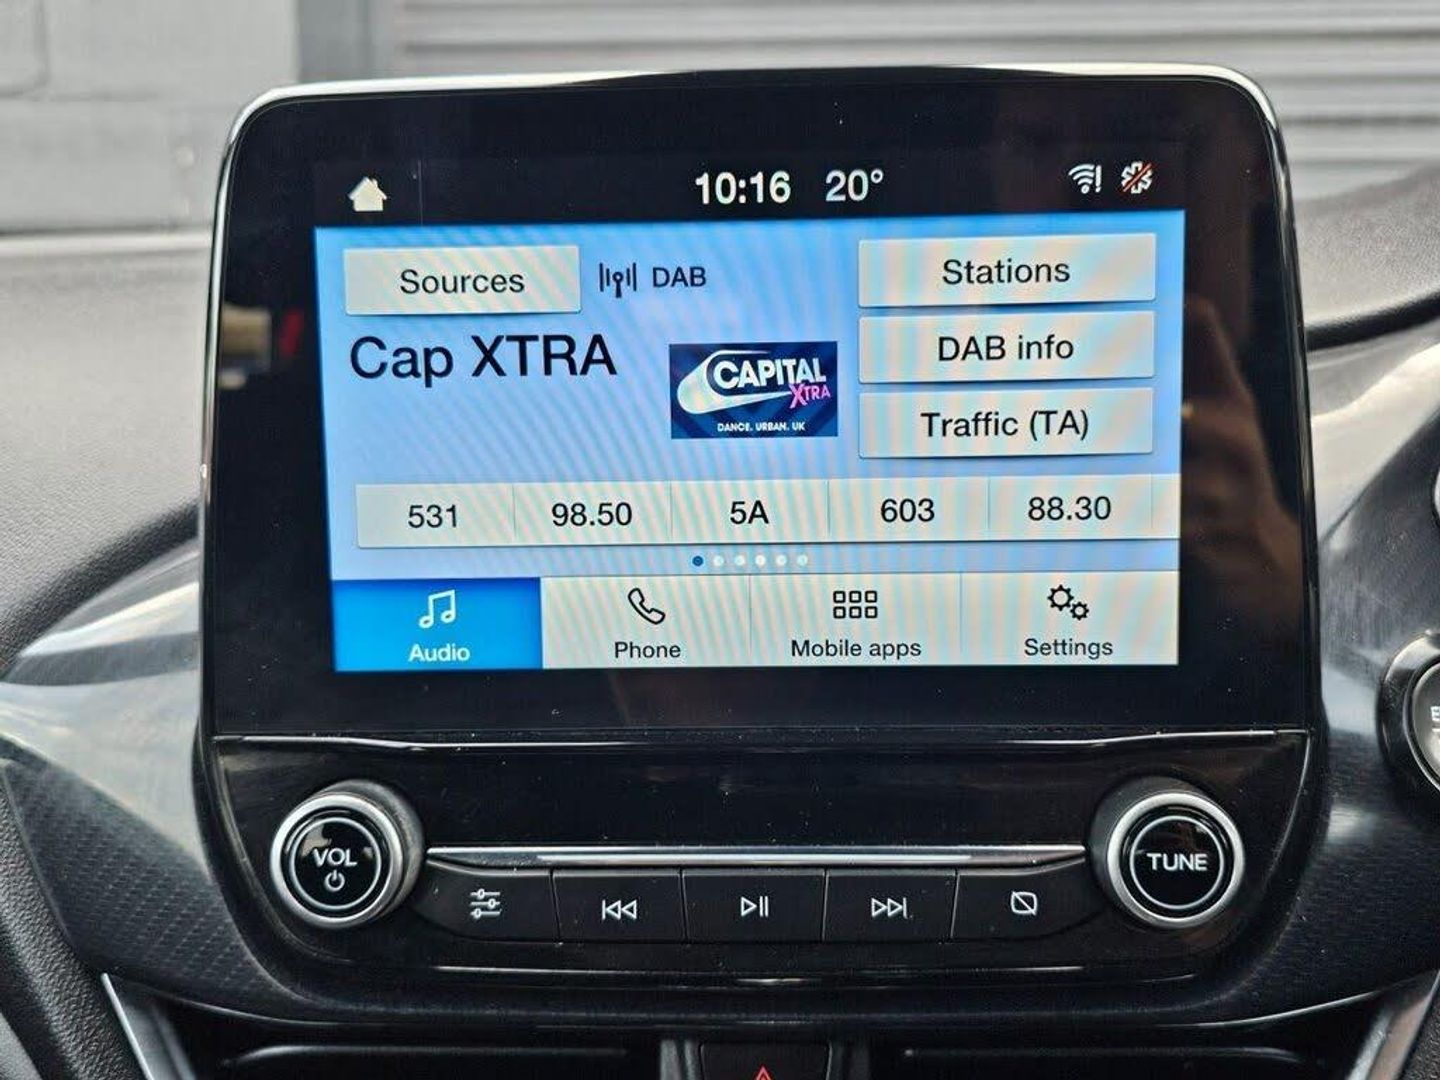 10:16 20°
Sources DAB Stations
Cap XTRA
CAPITAL
XTRA
DANCE. URBAN. UK
DAB info
Traffic (TA)
531 98.50 5A 603 88.30
Audio Phone Mobile apps Settings
VOL
TUNE